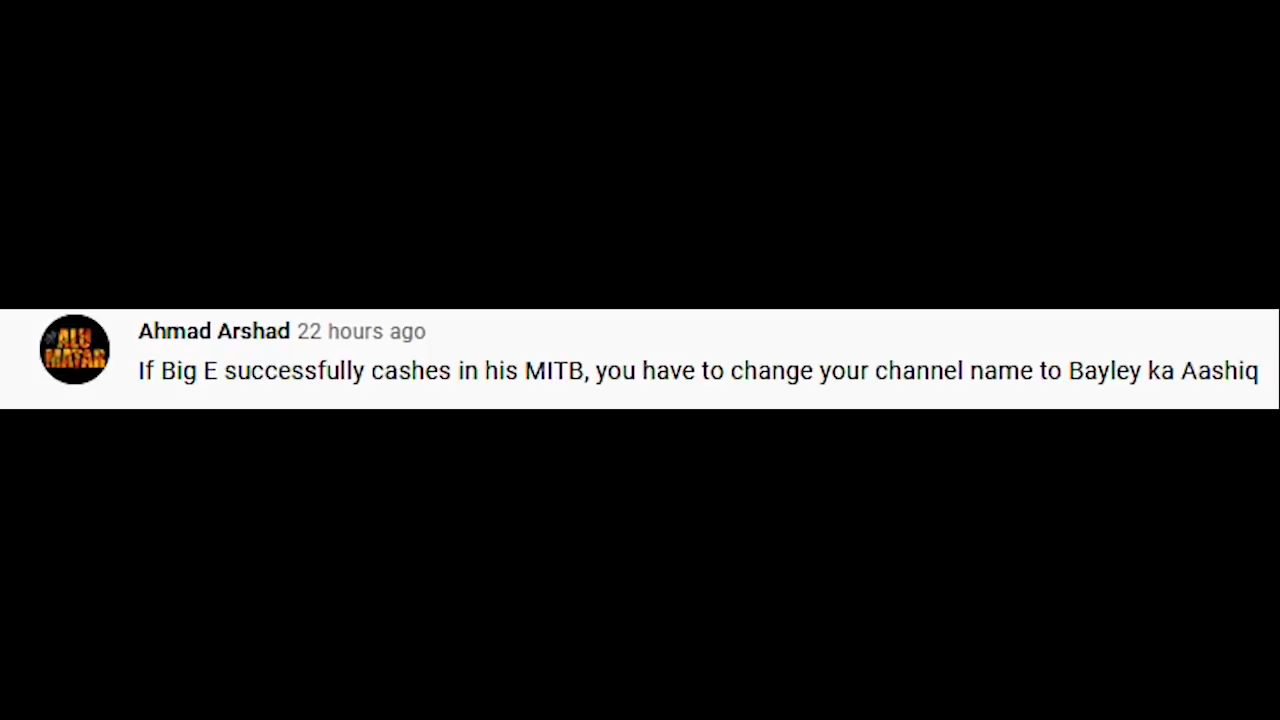 ALU
MATAR
Ahmad Arshad 22 hours ago
If Big E successfully cashes in his MITB, you have to change your channel name to Bayley ka Aashiq